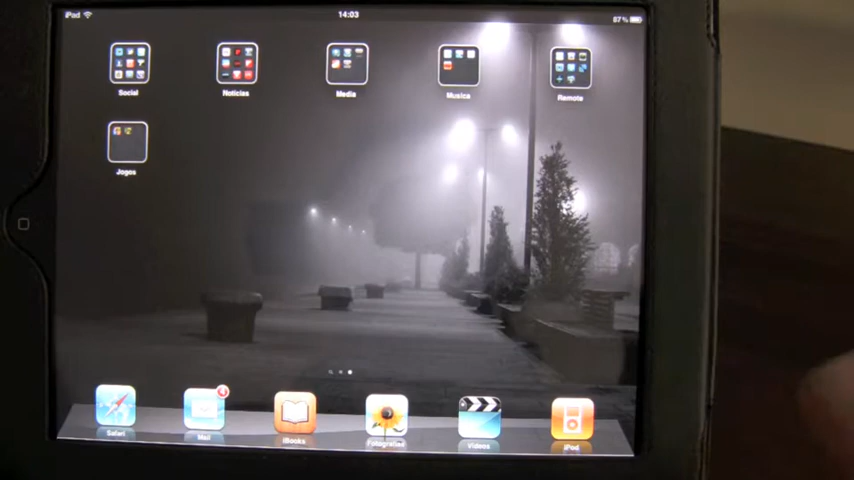 iPad
14:03
87%
Social
Noticias
Media
Musica
Remote
Jogos
Safari
Mail
iBooks
Fotografias
Videos
iPod